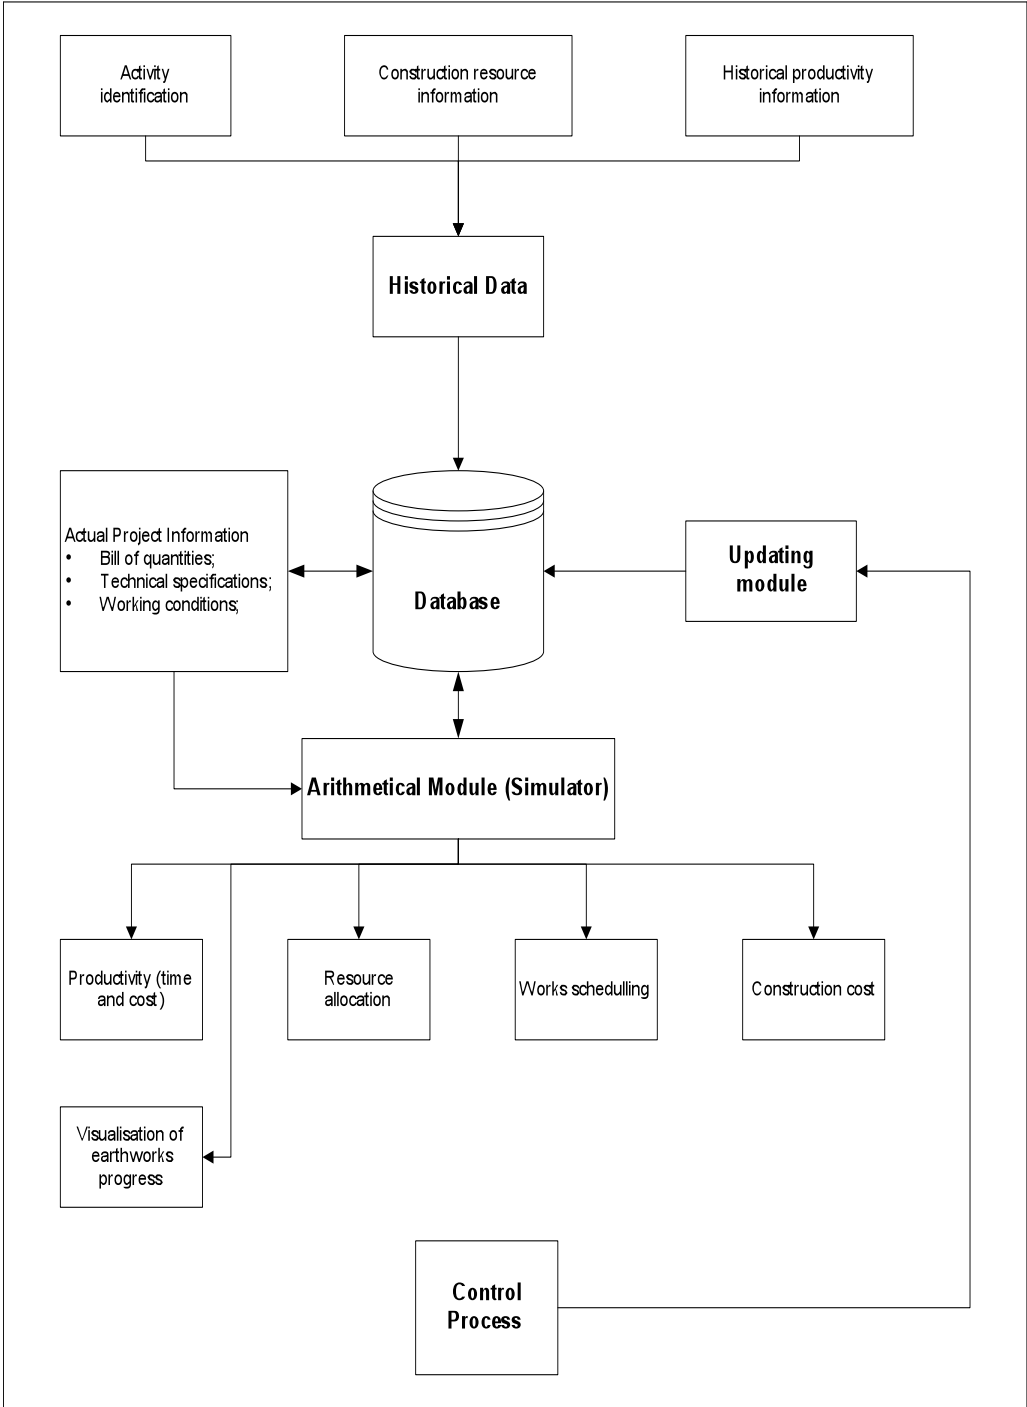 Activity
identification
Construction resource
information
Historical productivity
information
Historical Data
Actual Project Information
• Bill of quantities;
• Technical specifications;
• Working conditions;
Database
Updating
module
Arithmetical Module (Simulator)
Productivity (time
and cost)
Resource
allocation
Works schedulling
Construction cost
Visualisation of
earthworks
progress
Control
Process